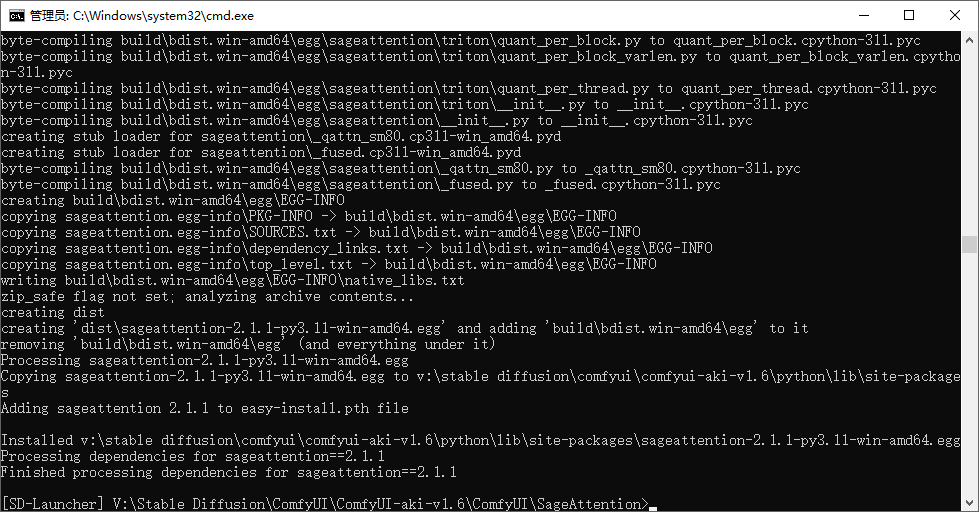 管理员: C:\Windows\system32\cmd.exe
byte-compiling build\bdist.win-amd64\egg\sageattention\triton\quant_per_block.py to quant_per_block.cpython-311.pyc
byte-compiling build\bdist.win-amd64\egg\sageattention\triton\quant_per_block_varlen.py to quant_per_block_varlen.cpytho
n-311.pyc
byte-compiling build\bdist.win-amd64\egg\sageattention\triton\quant_per_thread.py to quant_per_thread.cpython-311.pyc
byte-compiling build\bdist.win-amd64\egg\sageattention\triton\__init__.py to __init__.cpython-311.pyc
byte-compiling build\bdist.win-amd64\egg\sageattention\__init__.py to __init__.cpython-311.pyc
creating stub loader for sageattention\_qattn_sm80.cp311-win_amd64.pyd
creating stub loader for sageattention\_fused.cp311-win_amd64.pyd
byte-compiling build\bdist.win-amd64\egg\sageattention\_qattn_sm80.py to _qattn_sm80.cpython-311.pyc
byte-compiling build\bdist.win-amd64\egg\sageattention\_fused.py to _fused.cpython-311.pyc
creating build\bdist.win-amd64\egg\EGG-INFO
copying sageattention.egg-info\PKG-INFO -> build\bdist.win-amd64\egg\EGG-INFO
copying sageattention.egg-info\SOURCES.txt -> build\bdist.win-amd64\egg\EGG-INFO
copying sageattention.egg-info\dependency_links.txt -> build\bdist.win-amd64\egg\EGG-INFO
copying sageattention.egg-info\top_level.txt -> build\bdist.win-amd64\egg\EGG-INFO
writing build\bdist.win-amd64\egg\EGG-INFO\native_libs.txt
zip_safe flag not set; analyzing archive contents...
creating dist
creating 'dist\sageattention-2.1.1-py3.11-win-amd64.egg' and adding 'build\bdist.win-amd64\egg' to it
removing 'build\bdist.win-amd64\egg' (and everything under it)
Processing sageattention-2.1.1-py3.11-win-amd64.egg
Copying sageattention-2.1.1-py3.11-win-amd64.egg to v:\stable diffusion\comfyui\comfyui-aki-v1.6\python\lib\site-package
s
Adding sageattention 2.1.1 to easy-install.pth file
Installed v:\stable diffusion\comfyui\comfyui-aki-v1.6\python\lib\site-packages\sageattention-2.1.1-py3.11-win-amd64.egg
Processing dependencies for sageattention==2.1.1
Finished processing dependencies for sageattention==2.1.1
[SD-Launcher] V:\Stable Diffusion\ComfyUI\ComfyUI-aki-v1.6\ComfyUI\SageAttention>